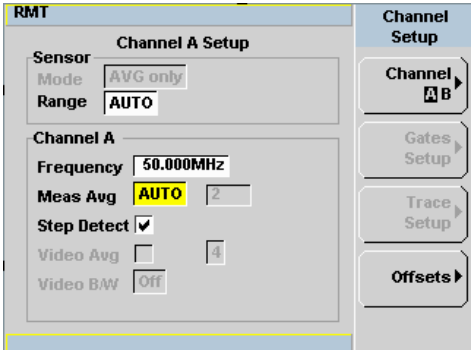 RMT
Channel A Setup
Sensor
Mode AVG only
Range AUTO
Channel A
Frequency 50.000MHz
Meas Avg AUTO 2
Step Detect
Video Avg 4
Video B/W Off
Channel
Setup
Channel
A B
Gates
Setup
Trace
Setup
Offsets